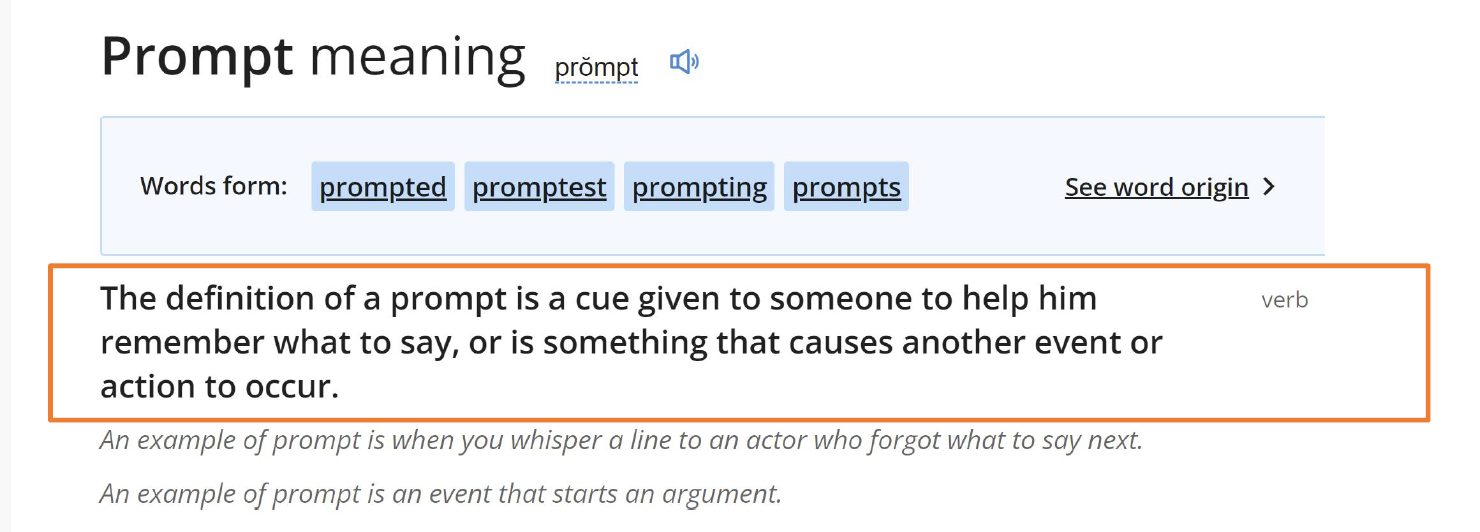 Prompt meaning prŏmpt
Words form: prompted promptest prompting prompts See word origin
The definition of a prompt is a cue given to someone to help him verb
remember what to say, or is something that causes another event or
action to occur.
An example of prompt is when you whisper a line to an actor who forgot what to say next.
An example of prompt is an event that starts an argument.